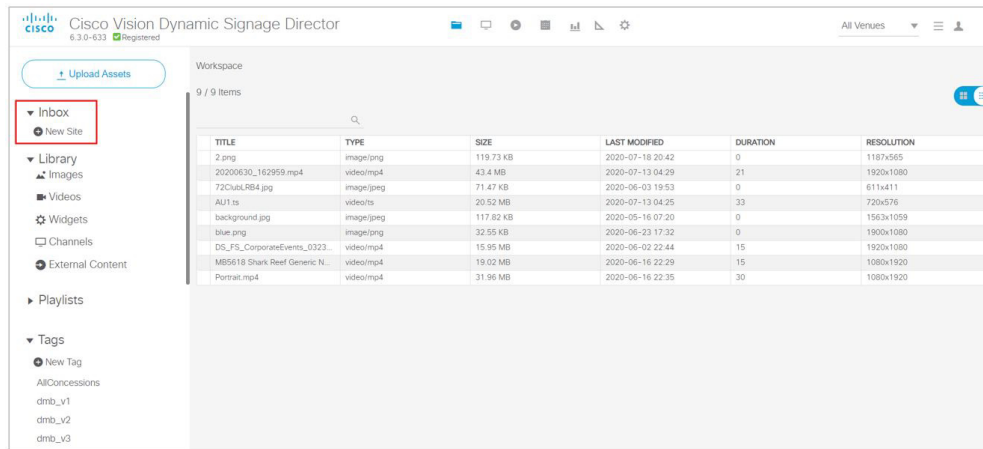 CISCO
Cisco Vision Dynamic Signage Director
6.3.0-633 Registered
All Venues
Upload Assets
Inbox
New Site
Library
Images
Videos
Widgets
Channels
External Content
Playlists
Tags
New Tag
AllConcessions
dmb_v1
dmb_v2
dmb_v3
Workspace
9 / 9 Items
TITLE TYPE SIZE LAST MODIFIED DURATION RESOLUTION
2.png image/png 119.73 KB 2020-07-18 20:42 0 1187x565
20200630_162959.mp4 video/mp4 43.4 MB 2020-07-13 04:29 21 1920x1080
72ClubLRB4.jpg image/jpeg 71.47 KB 2020-06-03 19:53 0 611x411
AU1.ts video/ts 20.52 MB 2020-07-13 04:25 33 720x576
background.jpg image/jpeg 117.82 KB 2020-05-16 07:20 0 1563x1059
blue.png image/png 32.55 KB 2020-06-23 17:32 0 1900x1080
DS_FS_CorporateEvents_0323... video/mp4 15.95 MB 2020-06-02 22:44 15 1920x1080
MB5618 Shark Reef Generic N... video/mp4 19.02 MB 2020-06-16 22:29 15 1080x1920
Portrait.mp4 video/mp4 31.96 MB 2020-06-16 22:35 30 1080x1920